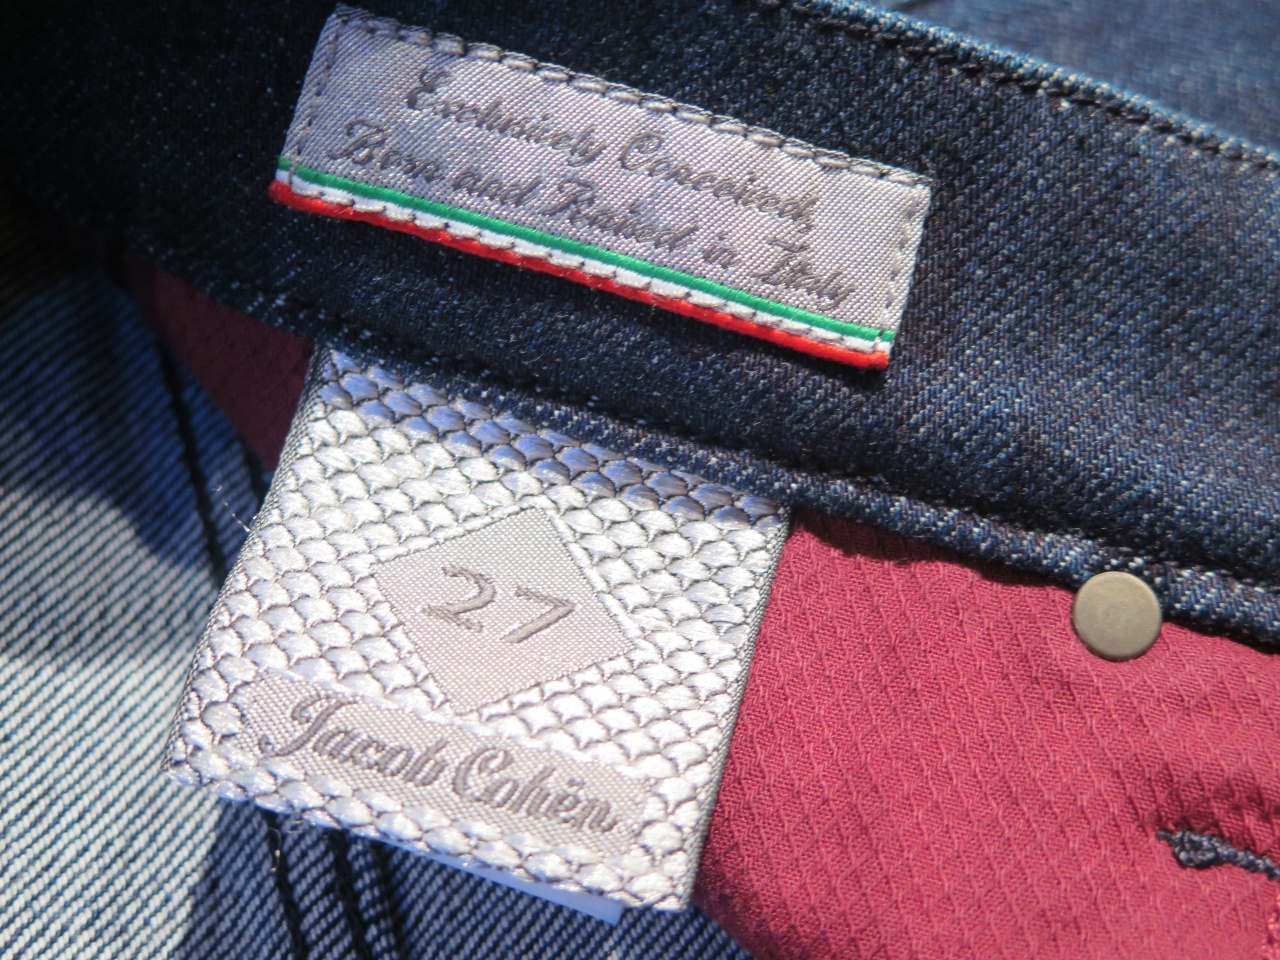 Exclusively Conceived,
Born and Raised in Italy
27
Jacob Cohën